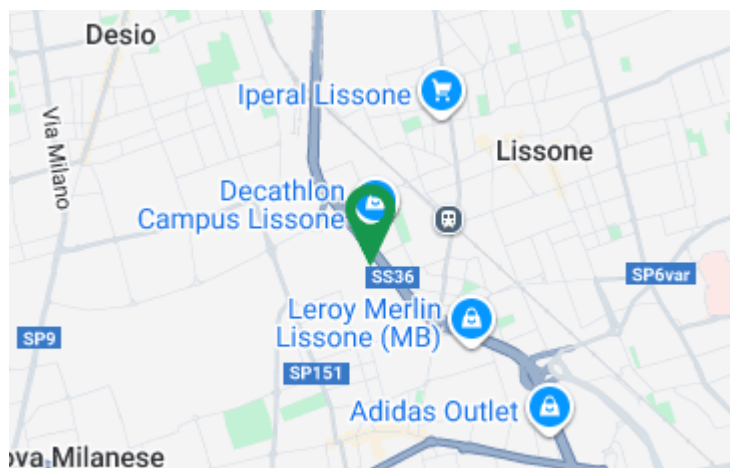 Desio
Iperal Lissone
Via Milano
Lissone
Decathlon
Campus Lissone
SS36
SP6var
Leroy Merlin
Lissone (MB)
SP9
SP151
Adidas Outlet
ova Milanese